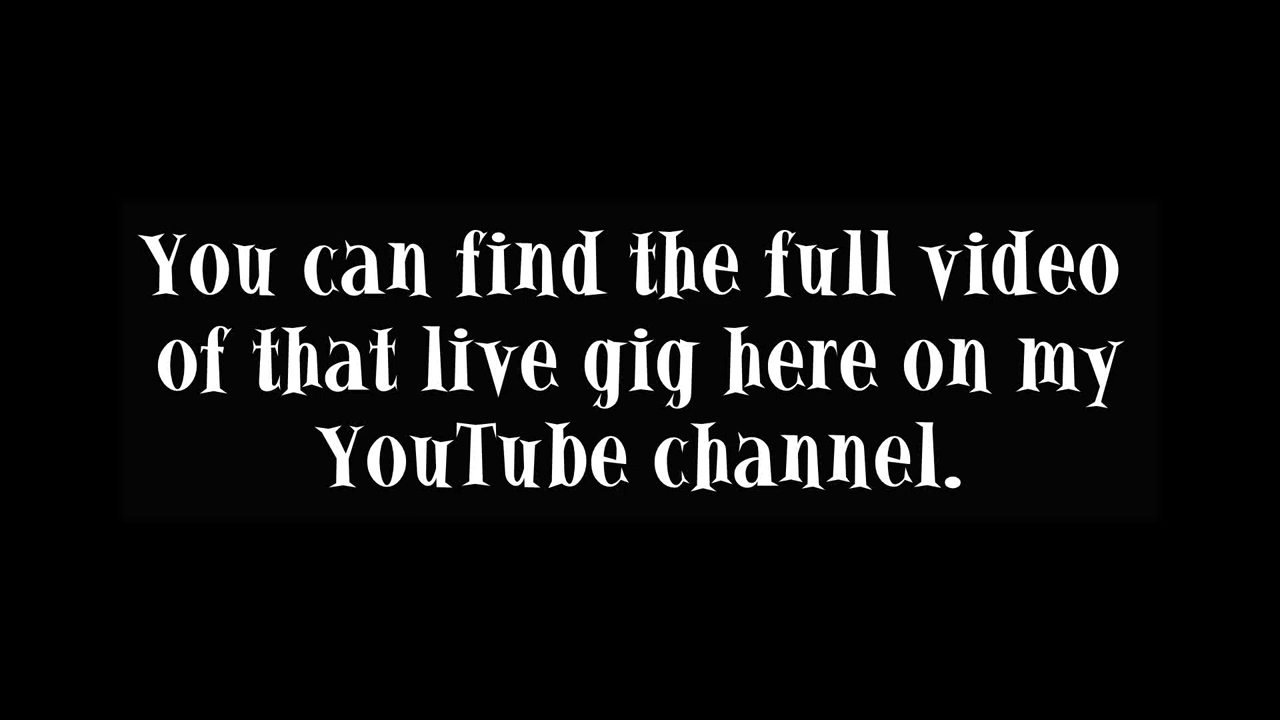 You can find the full video
of that live gig here on my
YouTube channel.